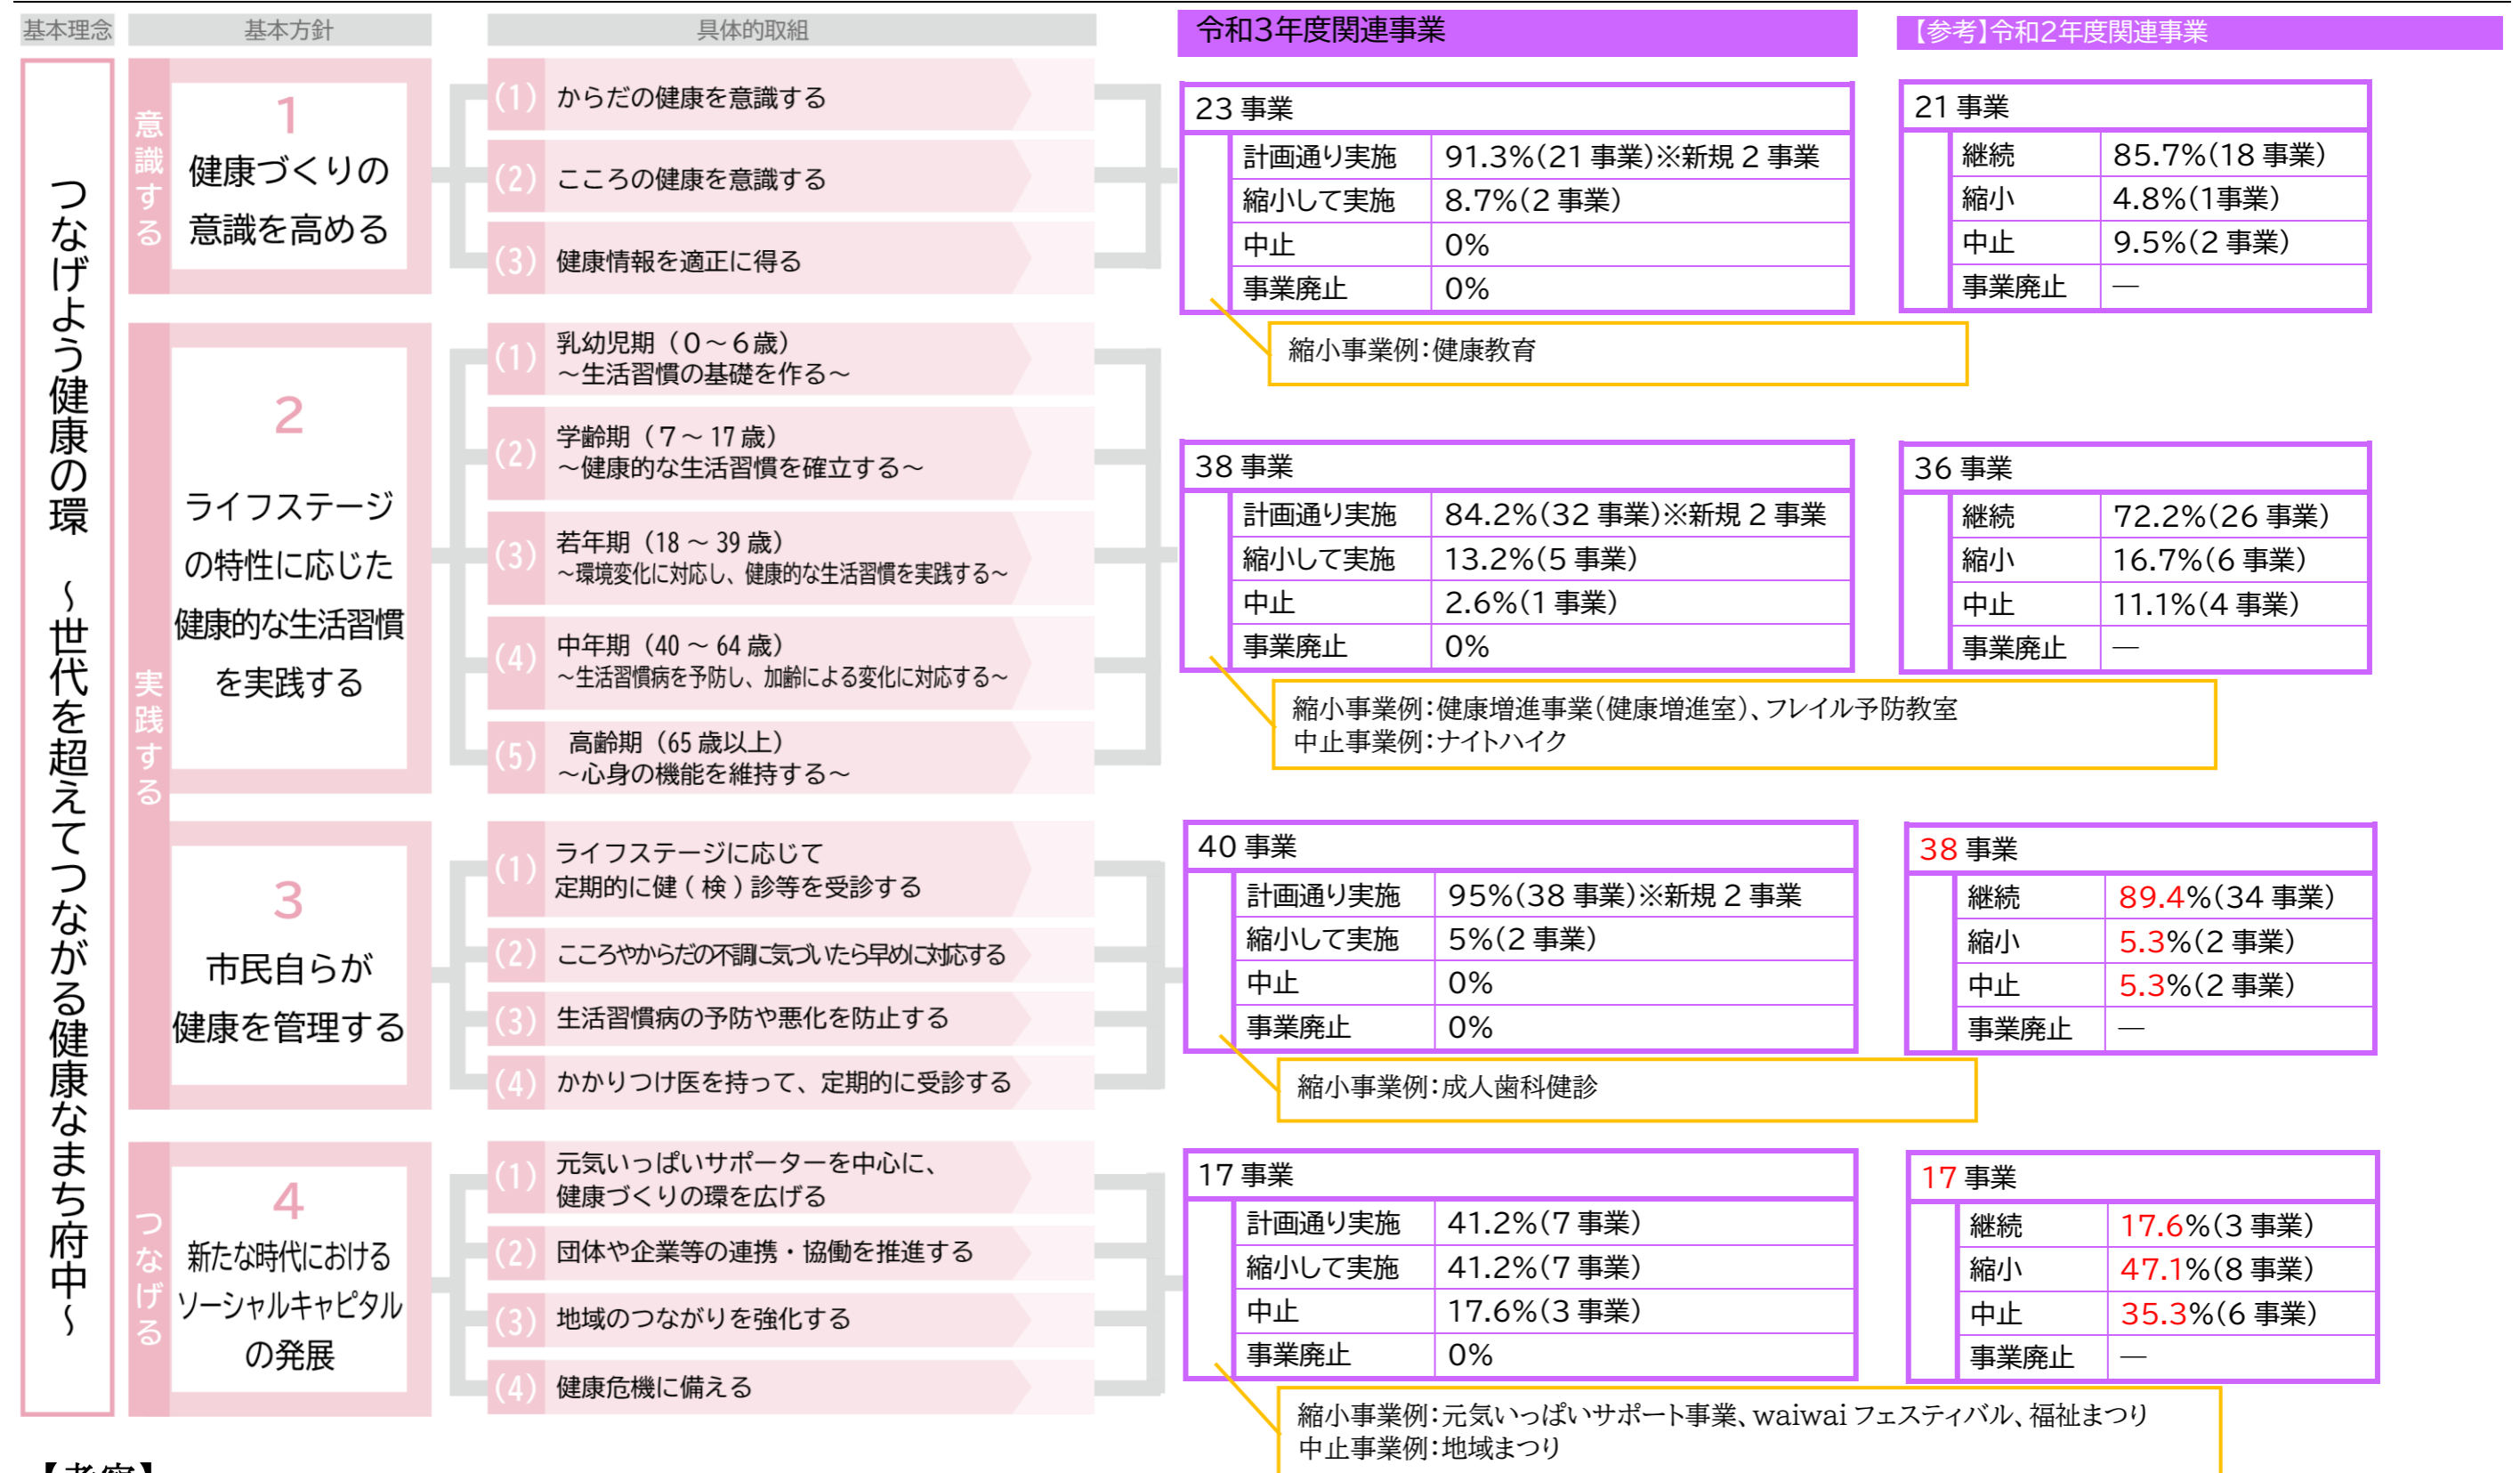 基本理念
基本方針
具体的取組
令和3年度関連事業
【参考】令和2年度関連事業
つなげよう健康の環 ～世代を超えてつながる健康なまち府中～
意識する
1
健康づくりの
意識を高める
(1) からだの健康を意識する
(2) こころの健康を意識する
(3) 健康情報を適正に得る
23 事業
計画通り実施 91.3%(21 事業)※新規 2 事業
縮小して実施 8.7%(2 事業)
中止 0%
事業廃止 0%
縮小事業例：健康教育
21 事業
継続 85.7%(18 事業)
縮小 4.8%(1事業)
中止 9.5%(2 事業)
事業廃止 ―
実践する
2
ライフステージ
の特性に応じた
健康的な生活習慣
を実践する
(1) 乳幼児期（０～６歳）
～生活習慣の基礎を作る～
(2) 学齢期（７～ 17 歳）
～健康的な生活習慣を確立する～
(3) 若年期（18 ～ 39 歳）
～環境変化に対応し、健康的な生活習慣を実践する～
(4) 中年期（40 ～ 64 歳）
～生活習慣病を予防し、加齢による変化に対応する～
(5) 高齢期（65 歳以上）
～心身の機能を維持する～
38 事業
計画通り実施 84.2%(32 事業)※新規 2 事業
縮小して実施 13.2%(5 事業)
中止 2.6%(1 事業)
事業廃止 0%
縮小事業例：健康増進事業(健康増進室)、フレイル予防教室
中止事業例：ナイトハイク
36 事業
継続 72.2%(26 事業)
縮小 16.7%(6 事業)
中止 11.1%(4 事業)
事業廃止 ―
3
市民自らが
健康を管理する
(1) ライフステージに応じて
定期的に健 ( 検 ) 診等を受診する
(2) こころやからだの不調に気づいたら早めに対応する
(3) 生活習慣病の予防や悪化を防止する
(4) かかりつけ医を持って、定期的に受診する
40 事業
計画通り実施 95%(38 事業)※新規 2 事業
縮小して実施 5%(2 事業)
中止 0%
事業廃止 0%
縮小事業例：成人歯科健診
38 事業
継続 89.4%(34 事業)
縮小 5.3%(2 事業)
中止 5.3%(2 事業)
事業廃止 ―
つなげる
4
新たな時代における
ソーシャルキャピタル
の発展
(1) 元気いっぱいサポーターを中心に、
健康づくりの環を広げる
(2) 団体や企業等の連携・協働を推進する
(3) 地域のつながりを強化する
(4) 健康危機に備える
17 事業
計画通り実施 41.2%(7 事業)
縮小して実施 41.2%(7 事業)
中止 17.6%(3 事業)
事業廃止 0%
縮小事業例：元気いっぱいサポート事業、waiwai フェスティバル、福祉まつり
中止事業例：地域まつり
17 事業
継続 17.6%(3 事業)
縮小 47.1%(8 事業)
中止 35.3%(6 事業)
事業廃止 ―